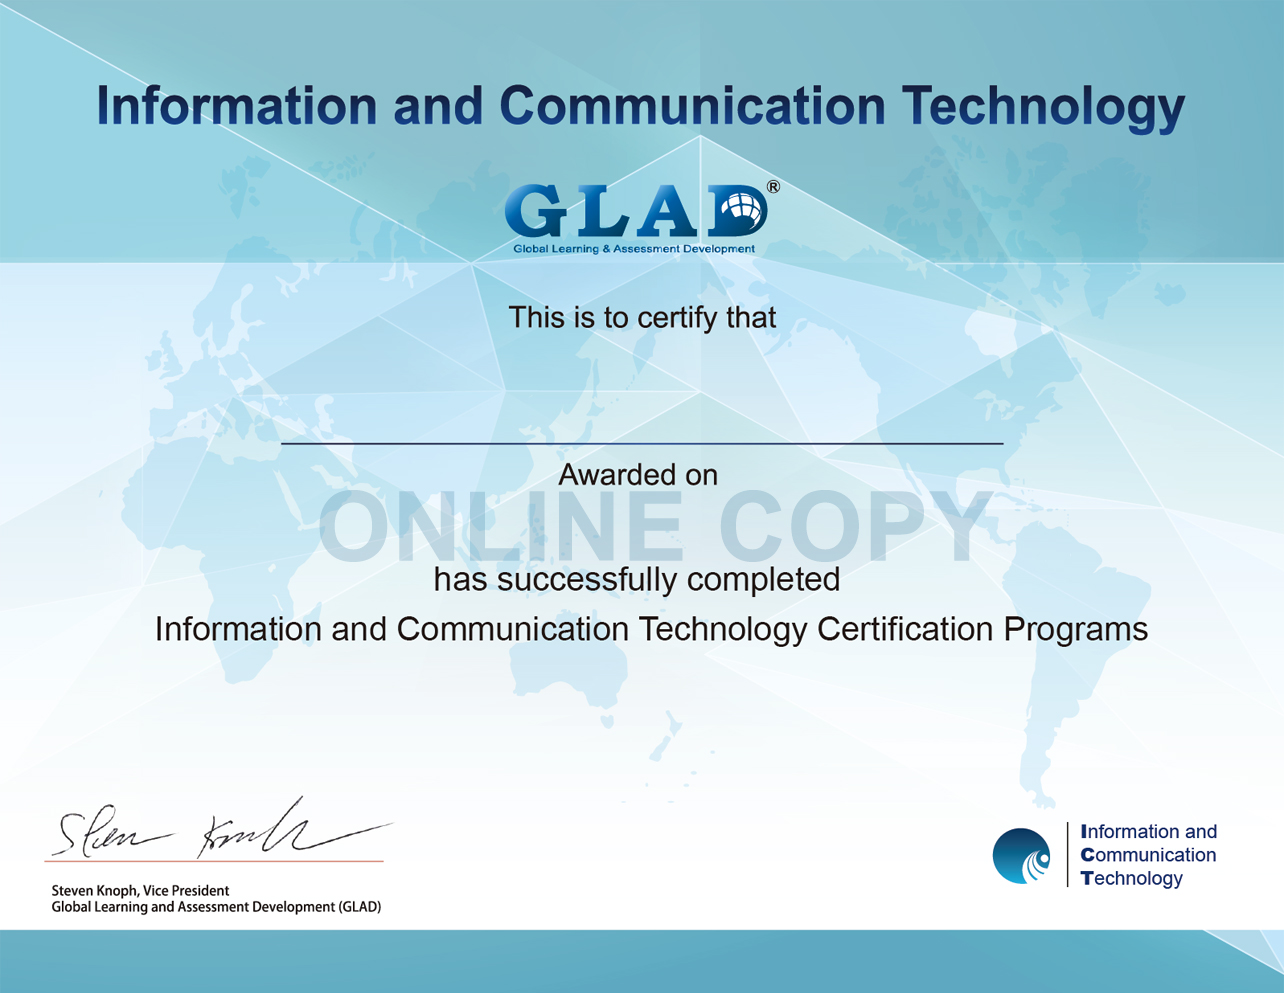 Information and Communication Technology
GLAD®
Global Learning & Assessment Development
This is to certify that
Awarded on
ONLINE COPY
has successfully completed
Information and Communication Technology Certification Programs
Steven Knoph
Steven Knoph, Vice President
Global Learning and Assessment Development (GLAD)
Information and
Communication
Technology